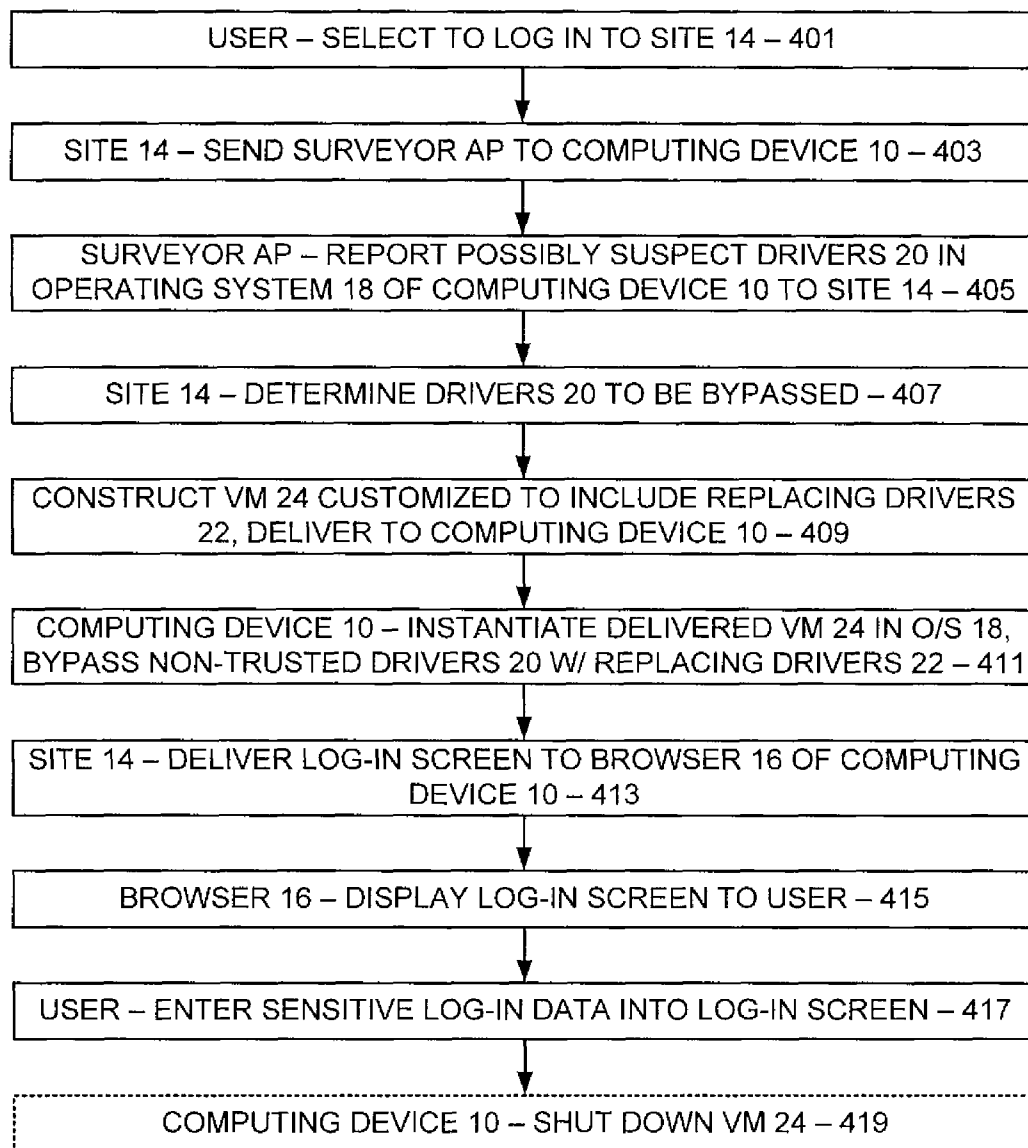 USER – SELECT TO LOG IN TO SITE 14 – 401
SITE 14 – SEND SURVEYOR AP TO COMPUTING DEVICE 10 – 403
SURVEYOR AP – REPORT POSSIBLY SUSPECT DRIVERS 20 IN
OPERATING SYSTEM 18 OF COMPUTING DEVICE 10 TO SITE 14 – 405
SITE 14 – DETERMINE DRIVERS 20 TO BE BYPASSED – 407
CONSTRUCT VM 24 CUSTOMIZED TO INCLUDE REPLACING DRIVERS
22, DELIVER TO COMPUTING DEVICE 10 – 409
COMPUTING DEVICE 10 – INSTANTIATE DELIVERED VM 24 IN O/S 18,
BYPASS NON-TRUSTED DRIVERS 20 W/ REPLACING DRIVERS 22 – 411
SITE 14 – DELIVER LOG-IN SCREEN TO BROWSER 16 OF COMPUTING
DEVICE 10 – 413
BROWSER 16 – DISPLAY LOG-IN SCREEN TO USER – 415
USER – ENTER SENSITIVE LOG-IN DATA INTO LOG-IN SCREEN – 417
COMPUTING DEVICE 10 – SHUT DOWN VM 24 – 419